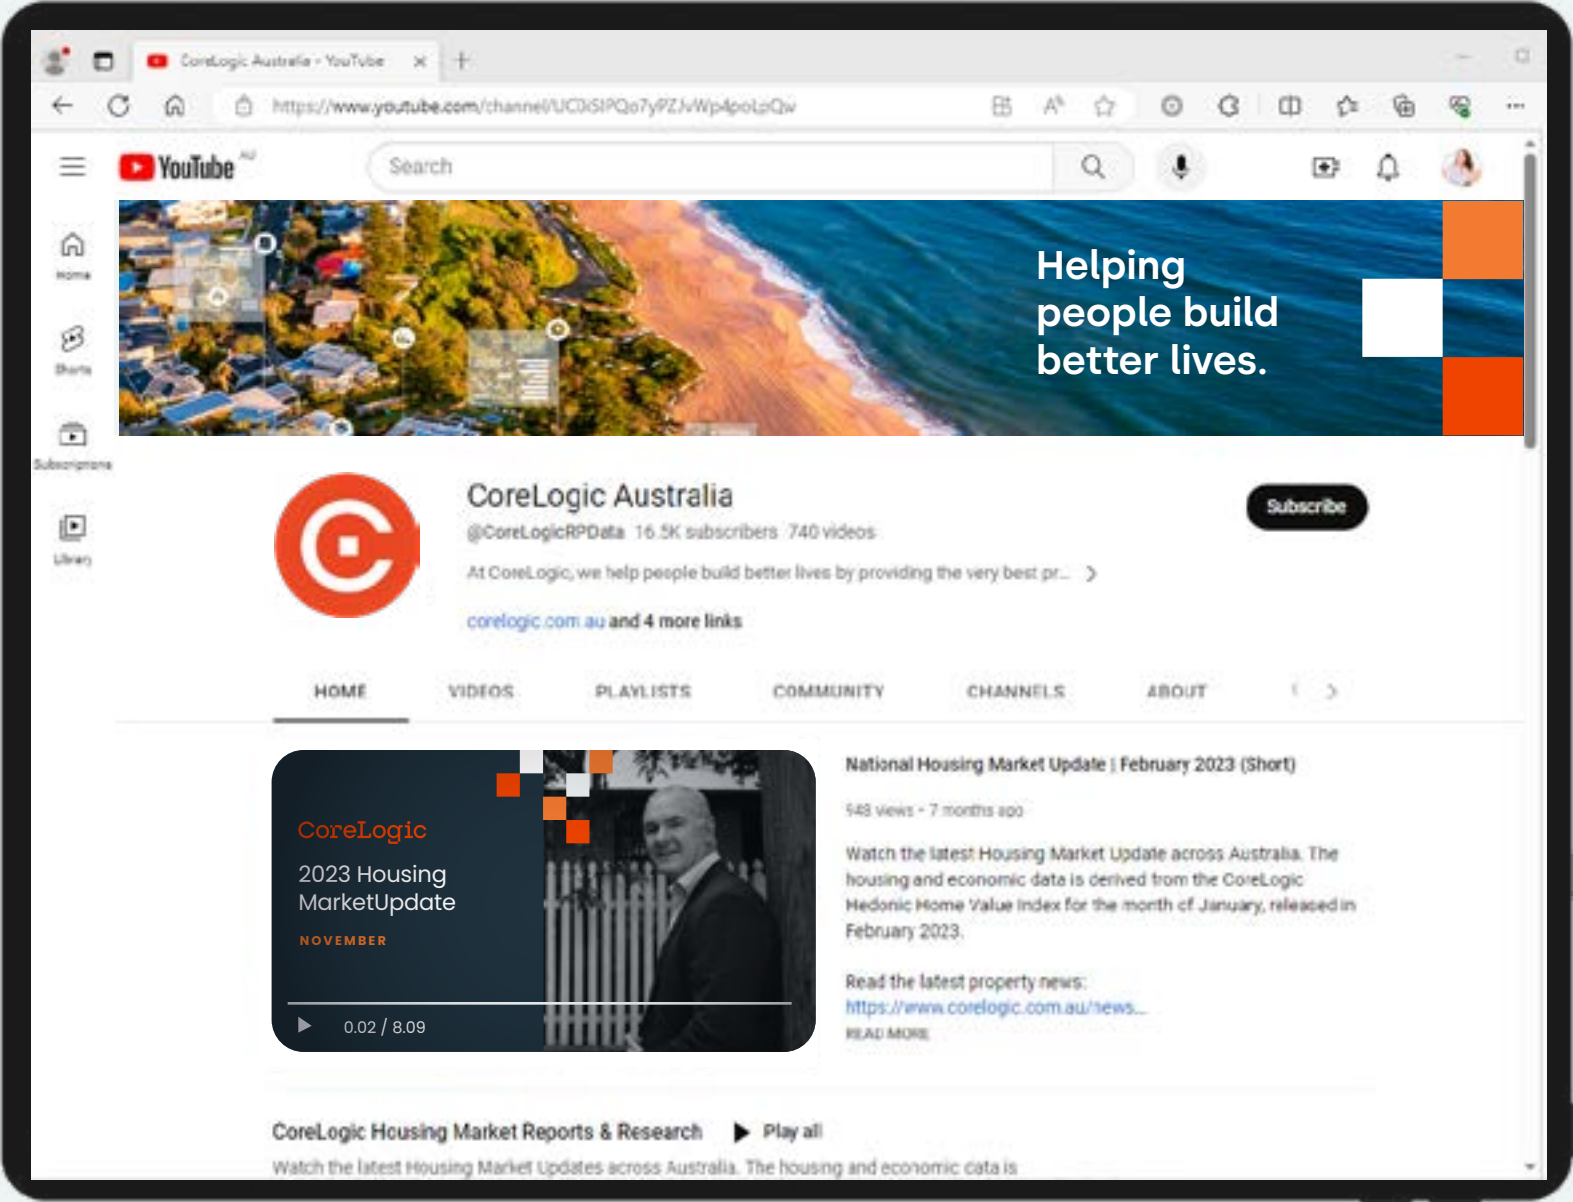 CoreLogic Australia - YouTube
https://www.youtube.com/channel/
YouTube AU
Search
Helping
people build
better lives.
Home
Shorts
Subscriptions
Library
CoreLogic Australia
Subscribe
@CoreLogicRPData 16.5K subscribers 740 videos
At CoreLogic, we help people build better lives by providing the very best pr...
corelogic.com.au and 4 more links
HOME VIDEOS PLAYLISTS COMMUNITY CHANNELS ABOUT
CoreLogic
2023 Housing
MarketUpdate
NOVEMBER
0.02 / 8.09
National Housing Market Update | February 2023 (Short)
948 views • 7 months ago
Watch the latest Housing Market Update across Australia. The
housing and economic data is derived from the CoreLogic
Hedonic Home Value Index for the month of January, released in
February 2023.
Read the latest property news:
https://www.corelogic.com.au/news...
READ MORE
CoreLogic Housing Market Reports & Research Play all
Watch the latest Housing Market Updates across Australia. The housing and economic data is